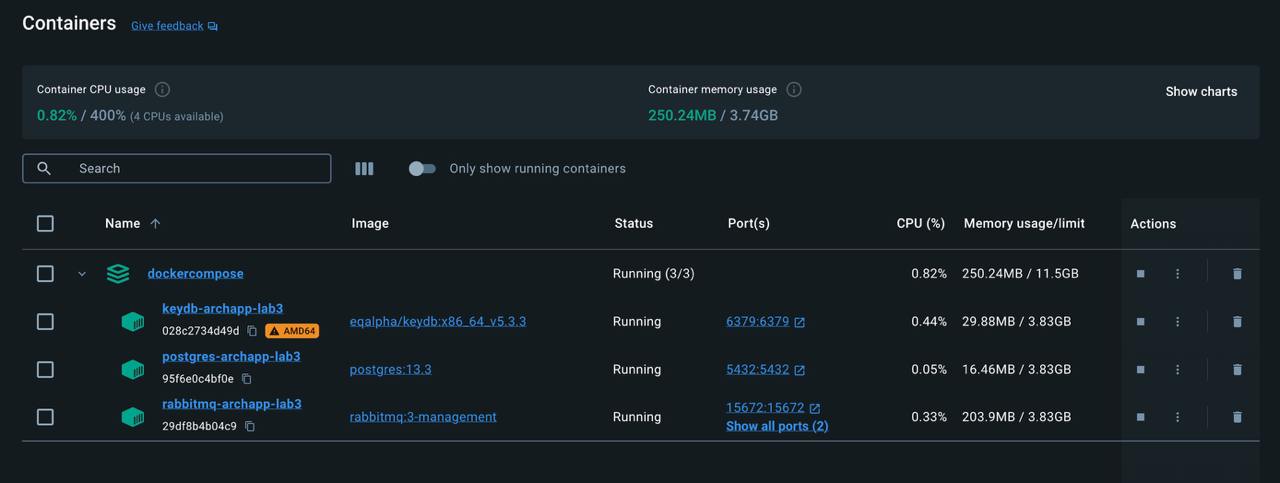 Containers Give feedback
Container CPU usage
0.82% / 400% (4 CPUs available)
Container memory usage
250.24MB / 3.74GB
Show charts
Search
Only show running containers
Name Image Status Port(s) CPU (%) Memory usage/limit Actions
dockercompose Running (3/3) 0.82% 250.24MB / 11.5GB
keydb-archapp-lab3
028c2734d49d AMD64
eqalpha/keydb:x86_64_v5.3.3 Running 6379:6379 0.44% 29.88MB / 3.83GB
postgres-archapp-lab3
95f6e0c4bf0e
postgres:13.3 Running 5432:5432 0.05% 16.46MB / 3.83GB
rabbitmq-archapp-lab3
29df8b4b04c9
rabbitmq:3-management Running
15672:15672
Show all ports (2)
0.33% 203.9MB / 3.83GB